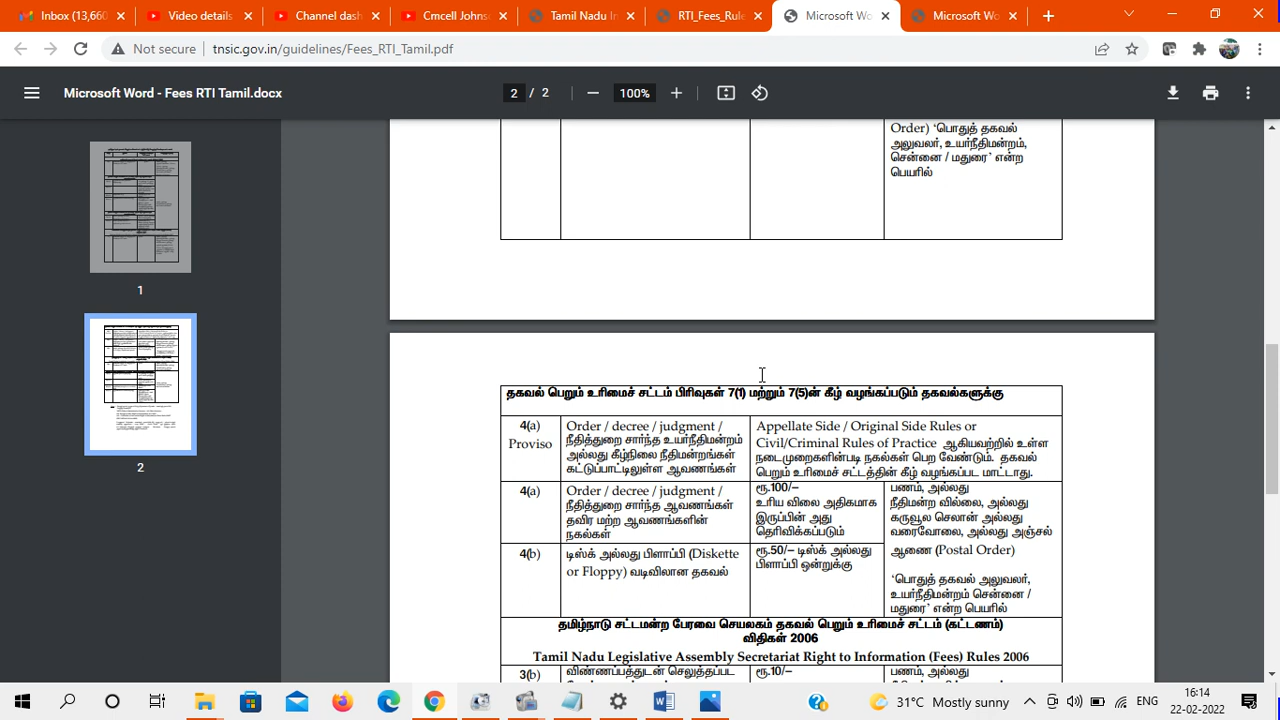 Inbox (13,660
Video details
Channel dash
Cmcell Johns
Tamil Nadu In
RTI_Fees_Rule
Microsoft Wo
Microsoft Wo
Not secure
tnsic.gov.in/guidelines/Fees_RTI_Tamil.pdf
Microsoft Word - Fees RTI Tamil.docx
2 / 2
100%
1
2
Order) ‘பொதுத் தகவல்
அலுவலர், உயர்நீதிமன்றம்,
சென்னை / மதுரை’ என்ற
பெயரில்
தகவல் பெறும் உரிமைச் சட்டம் பிரிவுகள் 7(1) மற்றும் 7(5)ன் கீழ் வழங்கப்படும் தகவல்களுக்கு
4(a)
Proviso
Order / decree / judgment /
நீதித்துறை சார்ந்த உயர்நீதிமன்றம்
அல்லது கீழ்நிலை நீதிமன்றங்கள்
கட்டுப்பாட்டிலுள்ள ஆவணங்கள்
Appellate Side / Original Side Rules or
Civil/Criminal Rules of Practice ஆகியவற்றில் உள்ள
நடைமுறைகளின்படி நகல்கள் பெற வேண்டும். தகவல்
பெறும் உரிமைச் சட்டத்தின் கீழ் வழங்கப்பட மாட்டாது.
4(a)
Order / decree / judgment /
நீதித்துறை சார்ந்த ஆவணங்கள்
தவிர மற்ற ஆவணங்களின்
நகல்கள்
ரூ.100/–
உரிய விலை அதிகமாக
இருப்பின் அது
தெரிவிக்கப்படும்
பணம், அல்லது
நீதிமன்ற வில்லை, அல்லது
கருவூல செலான் அல்லது
வரைவோலை, அல்லது அஞ்சல்
ஆணை (Postal Order)
‘பொதுத் தகவல் அலுவலர்,
உயர்நீதிமன்றம் சென்னை /
மதுரை’ என்ற பெயரில்
4(b)
டிஸ்க் அல்லது பிளாப்பி (Diskette
or Floppy) வடிவிலான தகவல்
ரூ.50/– டிஸ்க் அல்லது
பிளாப்பி ஒன்றுக்கு
தமிழ்நாடு சட்டமன்ற பேரவை செயலகம் தகவல் பெறும் உரிமைச் சட்டம் (கட்டணம்)
விதிகள் 2006
Tamil Nadu Legislative Assembly Secretariat Right to Information (Fees) Rules 2006
3(b)
விண்ணப்பத்துடன் செலுத்தப்பட
ரூ.10/–
பணம், அல்லது
31°C Mostly sunny
ENG
16:14
22-02-2022